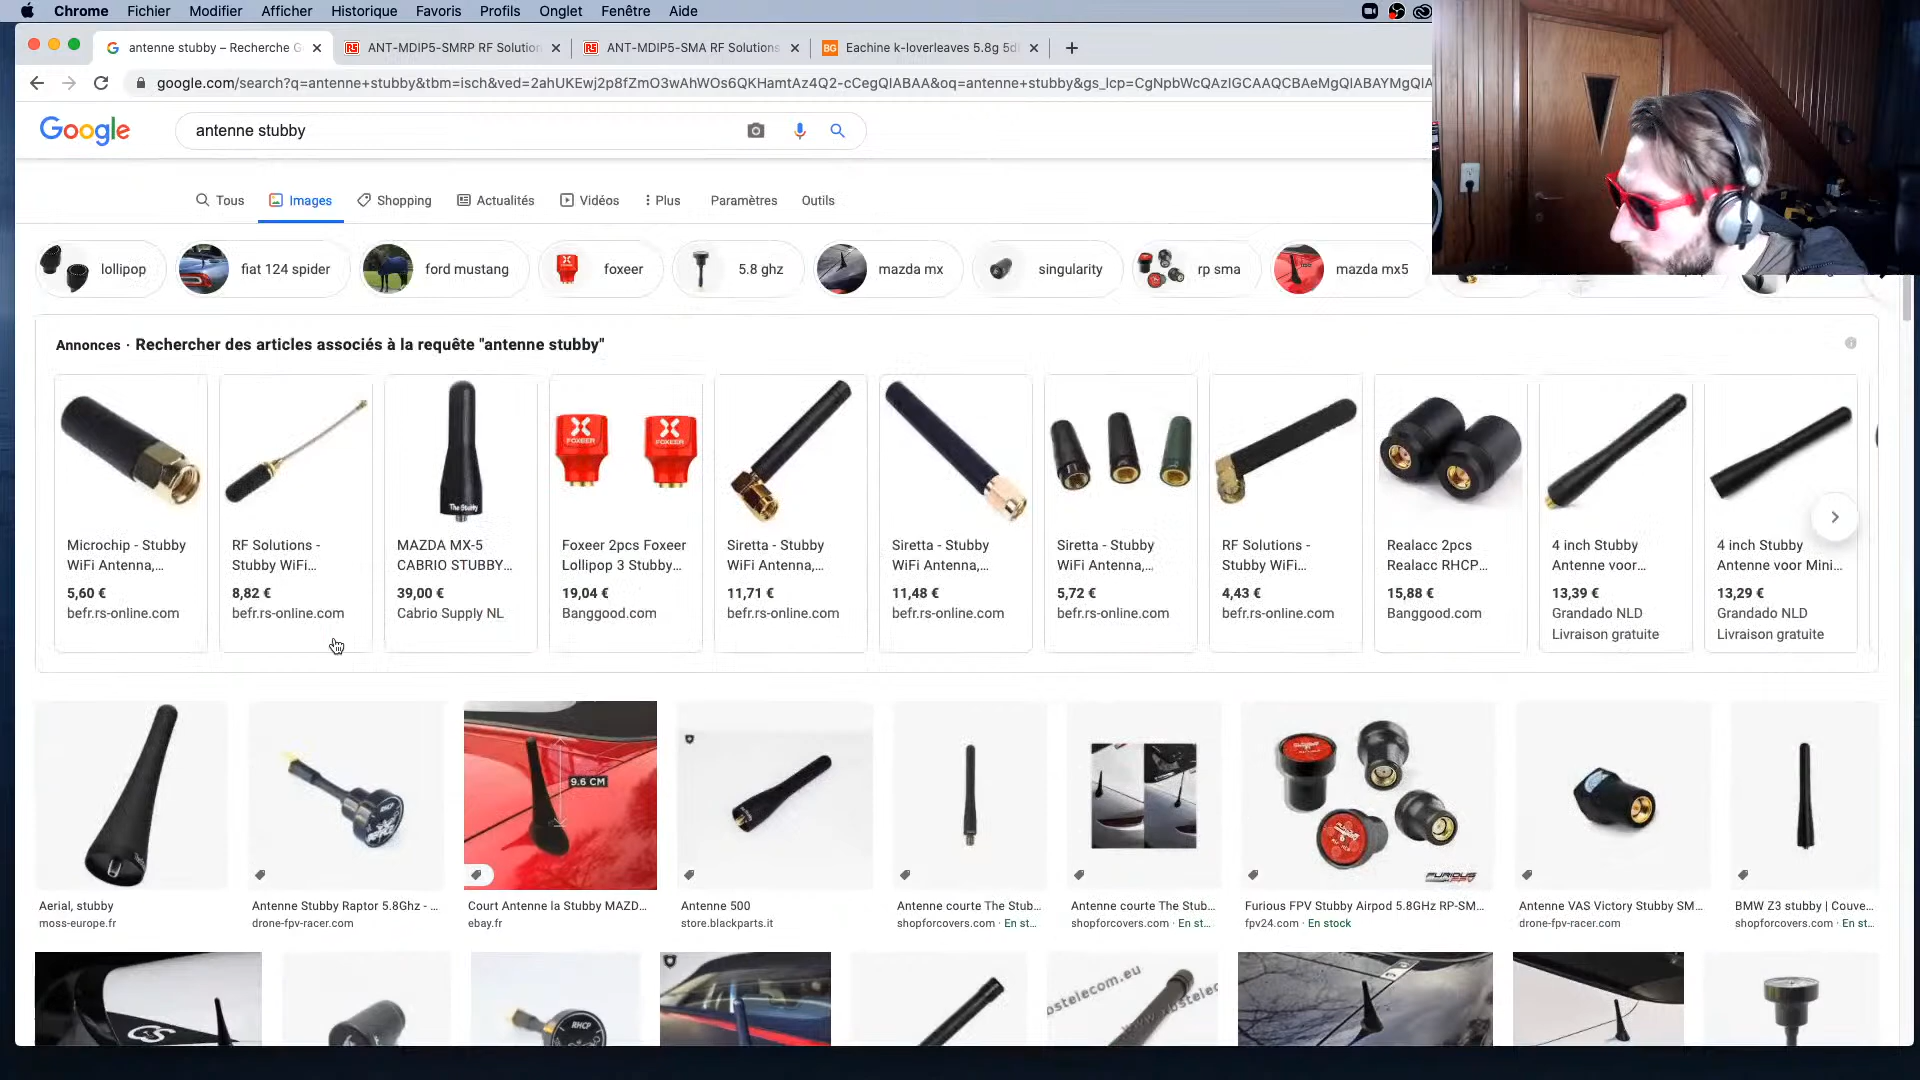 Chrome Fichier Modifier Afficher Historique Favoris Profils Onglet Fenêtre Aide
antenne stubby – Recherche G
RS ANT-MDIP5-SMRP RF Solution
RS ANT-MDIP5-SMA RF Solutions
BG Eachine k-loverleaves 5.8g 5d
google.com/search?q=antenne+stubby&tbm=isch&ved=2ahUKEwj2p8fZmO3wAhWOs6QKHamtAz4Q2-cCegQIABAA&oq=antenne+stubby&gs_lcp=CgNpbWcQAzIGCAAQCBAeMgQIABAYMgQIA
Google
antenne stubby
Tous Images Shopping Actualités Vidéos Plus Paramètres Outils
lollipop
fiat 124 spider
ford mustang
foxeer
5.8 ghz
mazda mx
singularity
rp sma
mazda mx5
Annonces · Rechercher des articles associés à la requête "antenne stubby"
The Stubby
FOXEER
FOXEER
Microchip - Stubby
WiFi Antenna,...
5,60 €
befr.rs-online.com
RF Solutions -
Stubby WiFi...
8,82 €
befr.rs-online.com
MAZDA MX-5
CABRIO STUBBY...
39,00 €
Cabrio Supply NL
Foxeer 2pcs Foxeer
Lollipop 3 Stubby...
19,04 €
Banggood.com
Siretta - Stubby
WiFi Antenna,...
11,71 €
befr.rs-online.com
Siretta - Stubby
WiFi Antenna,...
11,48 €
befr.rs-online.com
Siretta - Stubby
WiFi Antenna,...
5,72 €
befr.rs-online.com
RF Solutions -
Stubby WiFi...
4,43 €
befr.rs-online.com
Realacc 2pcs
Realacc RHCP...
15,88 €
Banggood.com
4 inch Stubby
Antenne voor...
13,39 €
Grandado NLD
Livraison gratuite
4 inch Stubby
Antenne voor Mini...
13,29 €
Grandado NLD
Livraison gratuite
RHCP
9.6 CM
FURIOUS
FPV
Aerial, stubby
moss-europe.fr
Antenne Stubby Raptor 5.8Ghz - ...
drone-fpv-racer.com
Court Antenne la Stubby MAZD...
ebay.fr
Antenne 500
store.blackparts.it
Antenne courte The Stub...
shopforcovers.com · En st...
Antenne courte The Stub...
shopforcovers.com · En st...
Furious FPV Stubby Airpod 5.8GHz RP-SM...
fpv24.com · En stock
Antenne VAS Victory Stubby SM...
drone-fpv-racer.com
BMW Z3 stubby | Couve...
shopforcovers.com · En st...
CS
RHCP